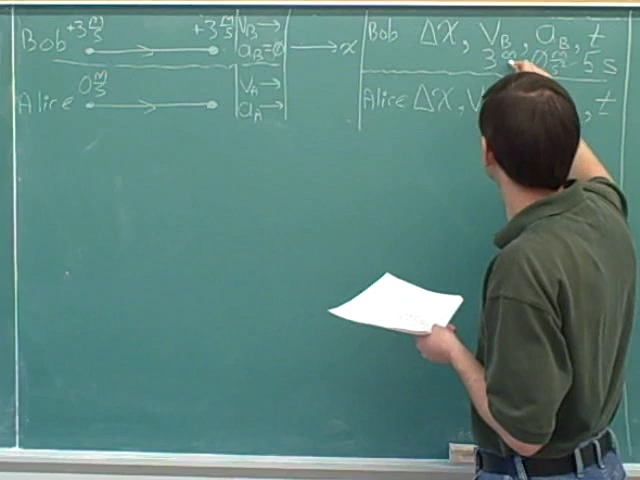 +3 m/s +3 m/s V_B → Bob ΔX, V_B, a_B, t
Bob a_B=0 → x 3 m 0 m 5 s
0 m/s V_A → Alice ΔX, V , t
Alice a_A →